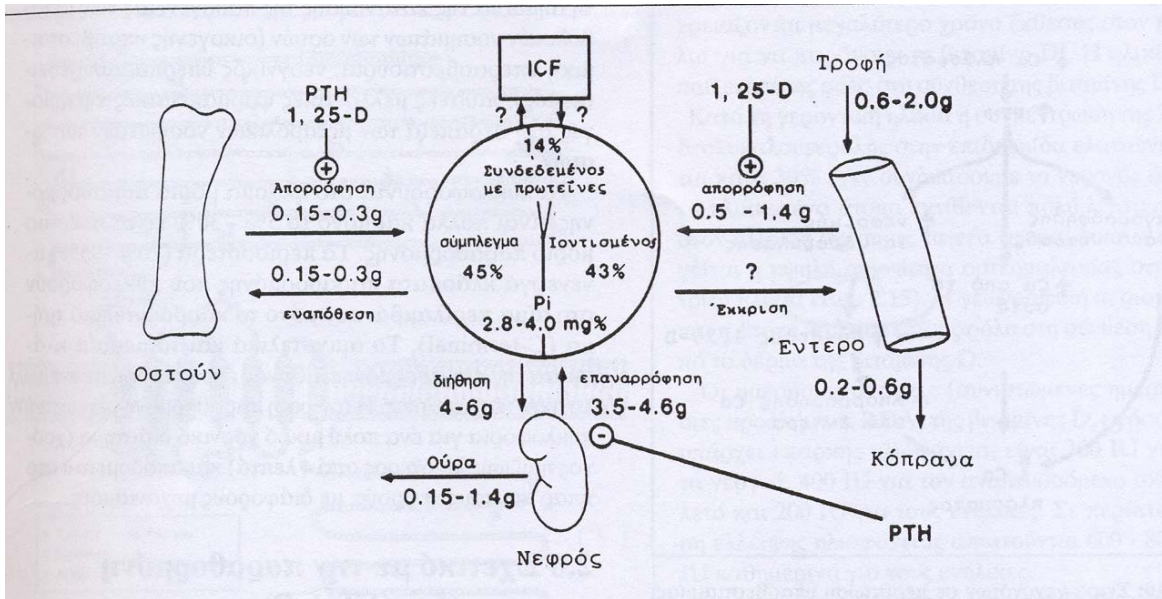 ICF
? ?
PTH
1, 25-D
+
Απορρόφηση
0.15-0.3g
0.15-0.3g
εναπόθεση
Οστούν
14%
Συνδεδεμένος
με πρωτεΐνες
σύμπλεγμα
45%
Ιοντισμένος
43%
Pi
2.8-4.0 mg%
1, 25-D
+
απορρόφηση
0.5 -1.4g
?
Έκκριση
Τροφή
0.6-2.0g
Έντερο
0.2-0.6g
Κόπρανα
διήθηση
4-6g
επαναρρόφηση
3.5-4.6g
-
Ούρα
0.15-1.4g
Νεφρός
PTH